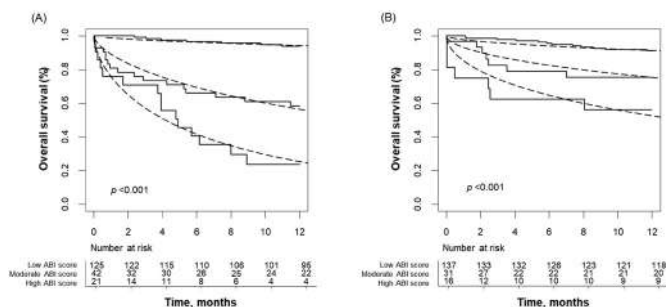 (A)
Overall survival (%)
1.0
0.8
0.6
0.4
0.2
0.0
p <0.001
0 2 4 6 8 10 12
Number at risk
Low ABI score 125 122 115 110 106 101 95
Moderate ABI score 42 32 30 26 25 24 22
High ABI score 21 14 11 8 6 4 4
Time, months
(B)
Overall survival (%)
1.0
0.8
0.6
0.4
0.2
0.0
p <0.001
0 2 4 6 8 10 12
Number at risk
Low ABI score 137 133 132 126 123 121 118
Moderate ABI score 31 27 22 22 21 21 20
High ABI score 16 12 10 10 10 9 9
Time, months